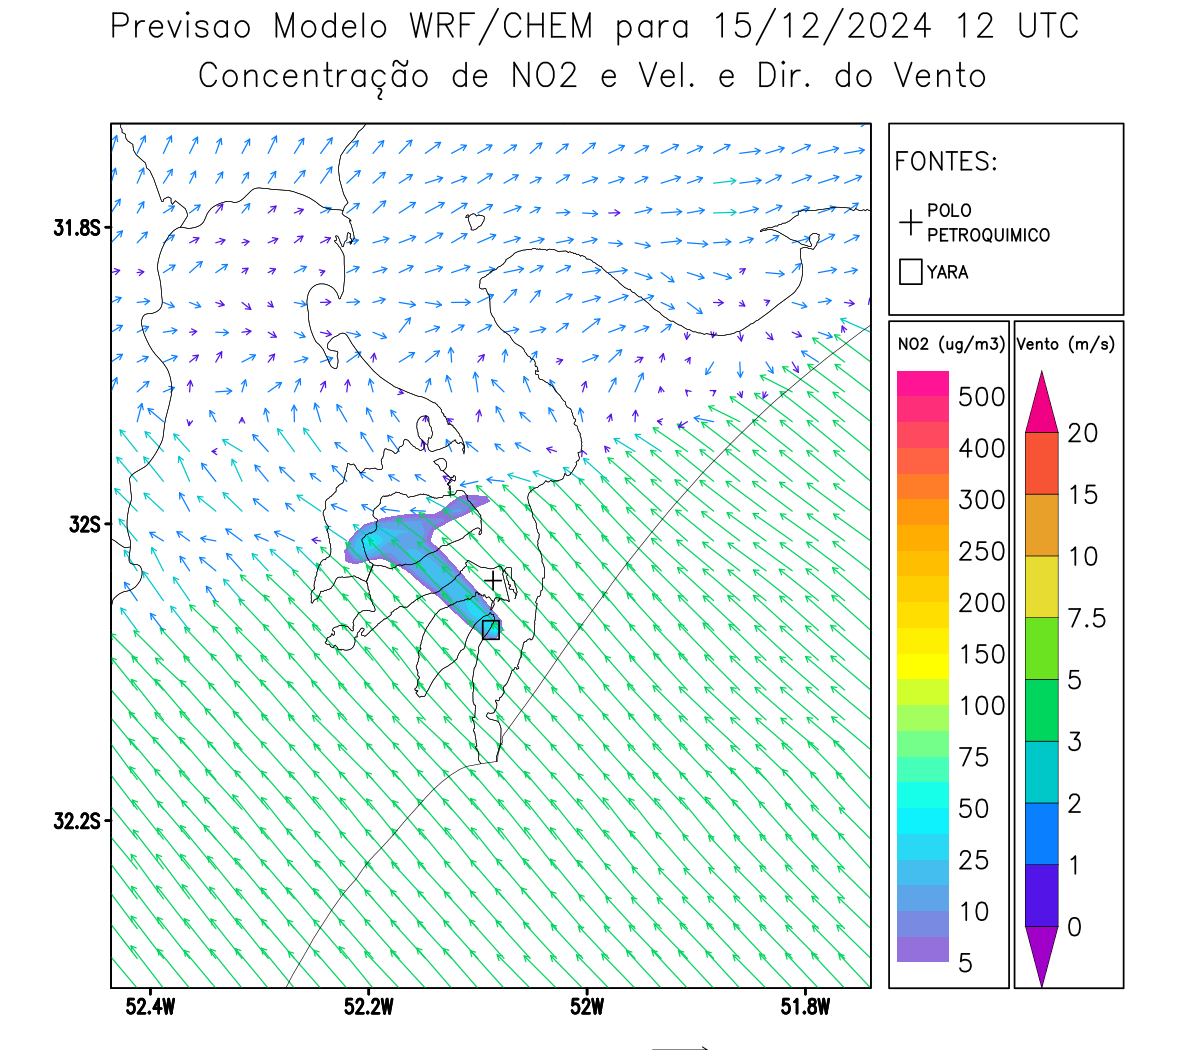 Previsao Modelo WRF/CHEM para 15/12/2024 12 UTC
Concentração de NO2 e Vel. e Dir. do Vento
FONTES:
POLO
PETROQUIMICO
YARA
NO2 (ug/m3)
500
400
300
250
200
150
100
75
50
25
10
5
Vento (m/s)
20
15
10
7.5
5
3
2
1
0
31.8S
32S
32.2S
52.4W 52.2W 52W 51.8W